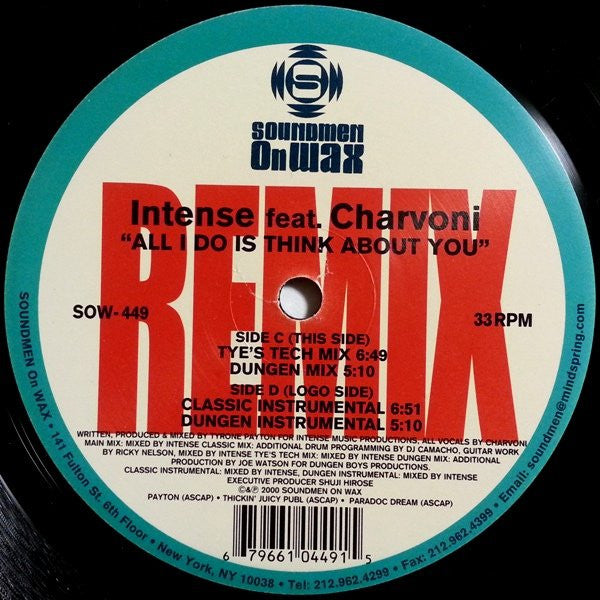 S
SOUNDMEN
On WAX
REMIX
Intense feat. Charvoni
“ALL I DO IS THINK ABOUT YOU”
SOW-449
33 RPM
SIDE C (THIS SIDE)
TYE'S TECH MIX 6:49
DUNGEN MIX 5:10
SIDE D (LOGO SIDE)
CLASSIC INSTRUMENTAL 6:51
DUNGEN INSTRUMENTAL 5:10
WRITTEN, PRODUCED & MIXED BY TYRONE PAYTON FOR INTENSE MUSIC PRODUCTIONS, ALL VOCALS BY CHARVONI
MAIN MIX: MIXED BY INTENSE CLASSIC MIX: ADDITIONAL DRUM PROGRAMMING BY DJ CAMACHO, GUITAR WORK
BY RICKY NELSON, MIXED BY INTENSE TYE'S TECH MIX: MIXED BY INTENSE DUNGEN MIX: ADDITIONAL
PRODUCTION BY JOE WATSON FOR DUNGEN BOYS PRODUCTIONS.
CLASSIC INSTRUMENTAL: MIXED BY INTENSE, DUNGEN INSTRUMENTAL: MIXED BY INTENSE
EXECUTIVE PRODUCER SHUJI HIROSE
©&℗ 2000 SOUNDMEN ON WAX
PAYTON (ASCAP) • THICKIN' JUICY PUBL (ASCAP) • PARADOC DREAM (ASCAP)
6 79661 04491 5
SOUNDMEN On WAX • 141 Fulton St. 6th Floor • New York, NY 10038 • Tel: 212.962.4299 • Fax: 212.962.4399 • Email: soundmen@mindspring.com